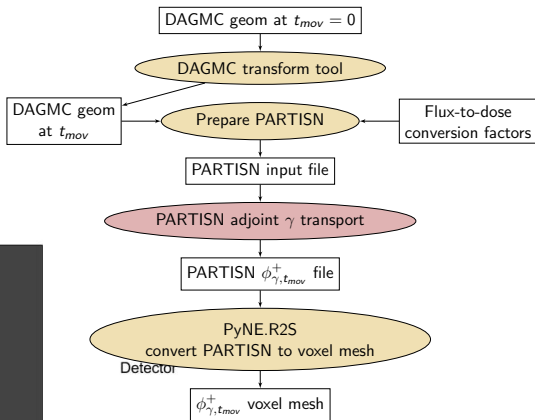 DAGMC geom at t_mov = 0
DAGMC transform tool
DAGMC geom
at t_mov
Prepare PARTISN
Flux-to-dose
conversion factors
PARTISN input file
PARTISN adjoint γ transport
PARTISN ϕ⁺_γ,t_mov file
PyNE.R2S
convert PARTISN to voxel mesh
Detector
ϕ⁺_γ,t_mov voxel mesh